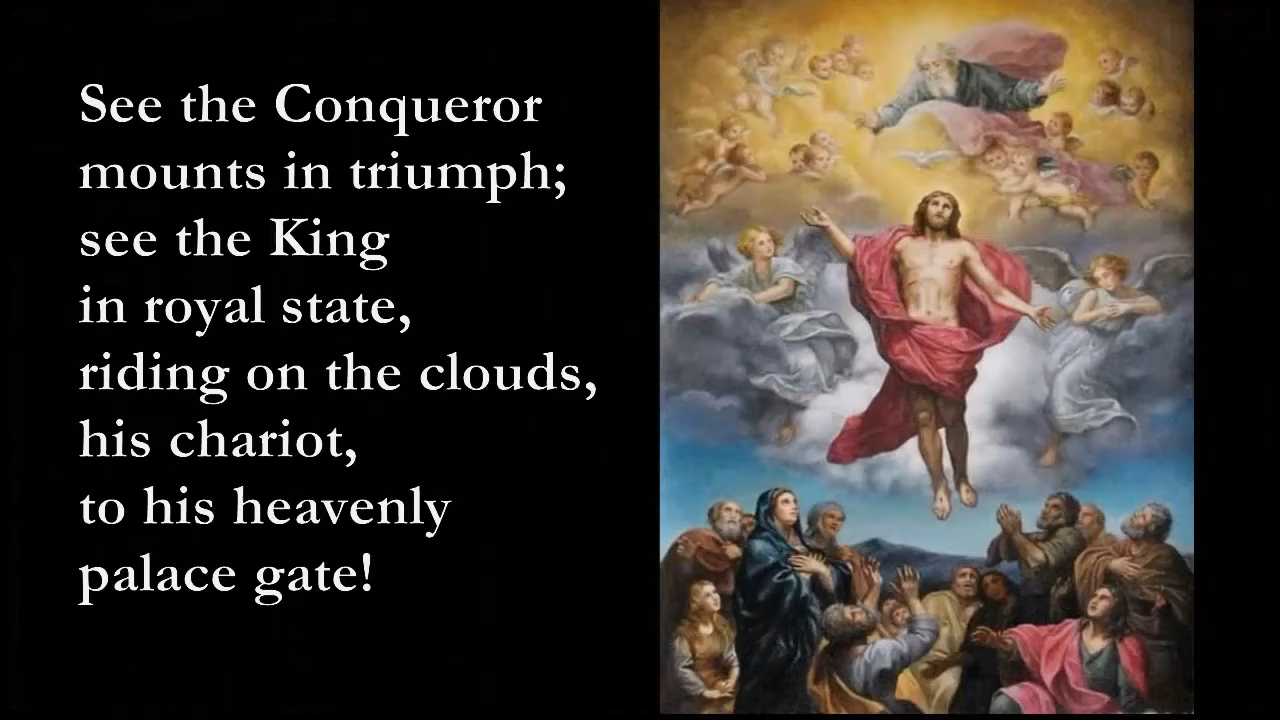 See the Conqueror
mounts in triumph;
see the King
in royal state,
riding on the clouds,
his chariot,
to his heavenly
palace gate!